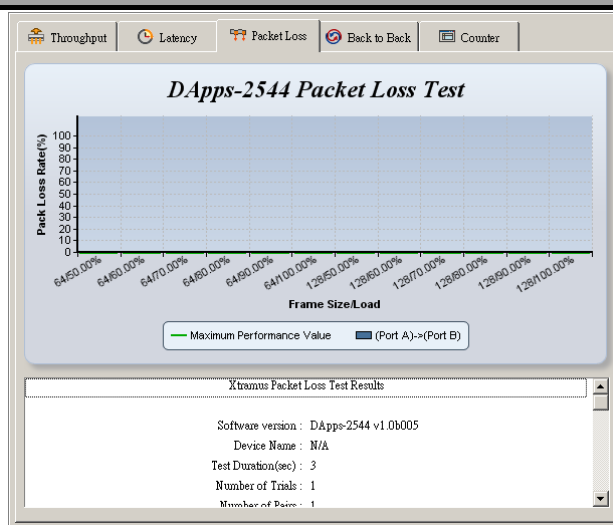 Throughput
Latency
Packet Loss
Back to Back
Counter
DApps-2544 Packet Loss Test
Pack Loss Rate(%)
100
90
80
70
60
50
40
30
20
10
0
64/50.00%
64/60.00%
64/70.00%
64/80.00%
64/90.00%
64/100.00%
128/50.00%
128/60.00%
128/70.00%
128/80.00%
128/90.00%
128/100.00%
Frame Size/Load
Maximum Performance Value
(Port A)->(Port B)
Xtramus Packet Loss Test Results
Software version : DApps-2544 v1.0b005
Device Name : N/A
Test Duration(sec) : 3
Number of Trials : 1
Number of Pairs : 1